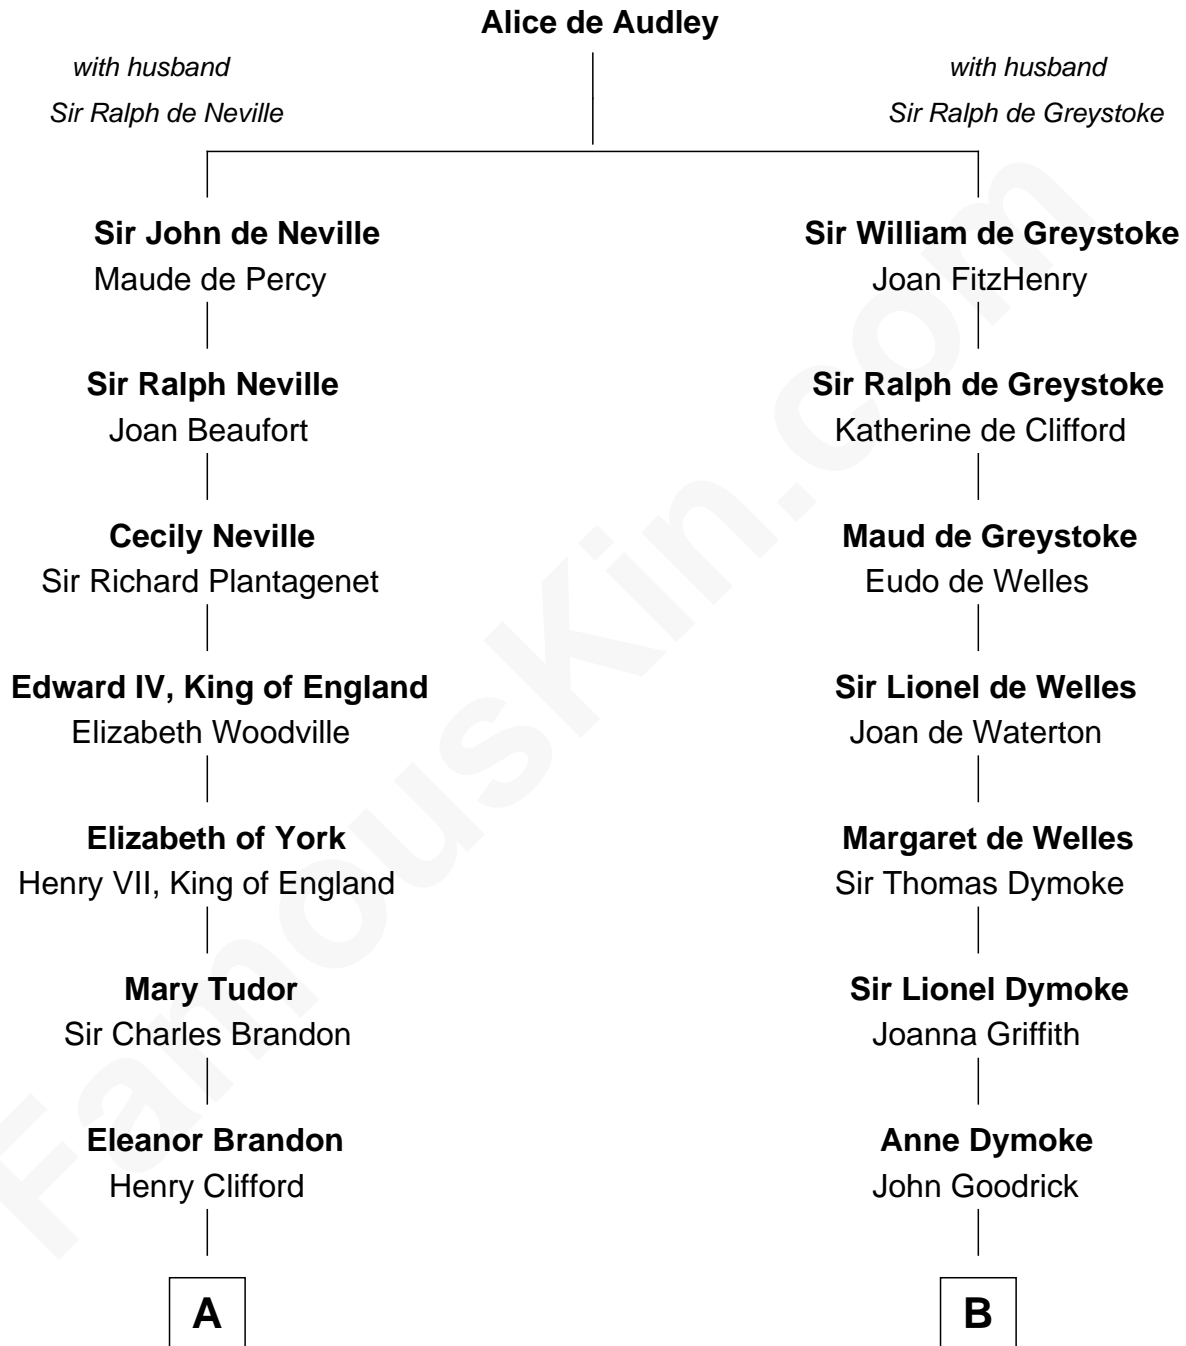 Alice de Audley
with husband
Sir Ralph de Neville
with husband
Sir Ralph de Greystoke
Sir John de Neville
Maude de Percy
Sir William de Greystoke
Joan FitzHenry
Sir Ralph Neville
Joan Beaufort
Sir Ralph de Greystoke
Katherine de Clifford
Cecily Neville
Sir Richard Plantagenet
Maud de Greystoke
Eudo de Welles
Edward IV, King of England
Elizabeth Woodville
Sir Lionel de Welles
Joan de Waterton
Elizabeth of York
Henry VII, King of England
Margaret de Welles
Sir Thomas Dymoke
Mary Tudor
Sir Charles Brandon
Sir Lionel Dymoke
Joanna Griffith
Eleanor Brandon
Henry Clifford
Anne Dymoke
John Goodrick
A
B
FamousKin.com